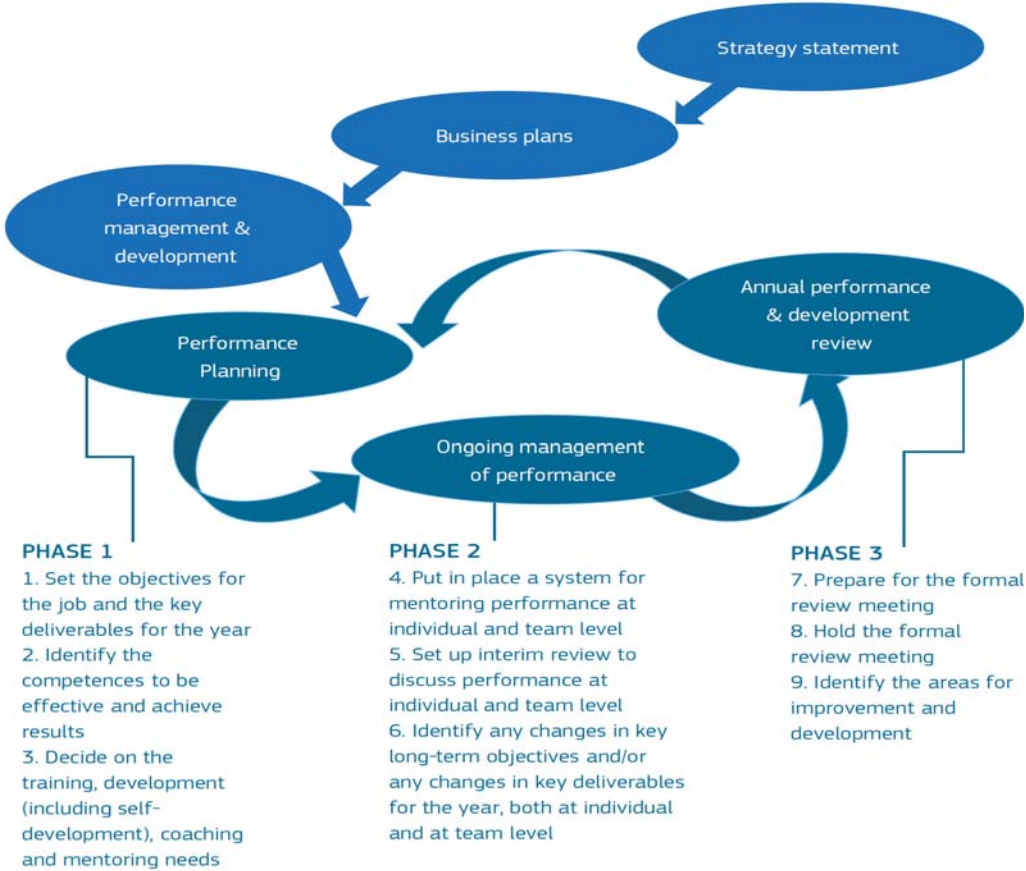 Strategy statement
Business plans
Performance
management &
development
Annual performance
& development
review
Performance
Planning
Ongoing management
of performance
PHASE 1
1. Set the objectives for
the job and the key
deliverables for the year
2. Identify the
competences to be
effective and achieve
results
3. Decide on the
training, development
(including self-
development), coaching
and mentoring needs
PHASE 2
4. Put in place a system for
mentoring performance at
individual and team level
5. Set up interim review to
discuss performance at
individual and team level
6. Identify any changes in key
long-term objectives and/or
any changes in key deliverables
for the year, both at individual
and at team level
PHASE 3
7. Prepare for the formal
review meeting
8. Hold the formal
review meeting
9. Identify the areas for
improvement and
development